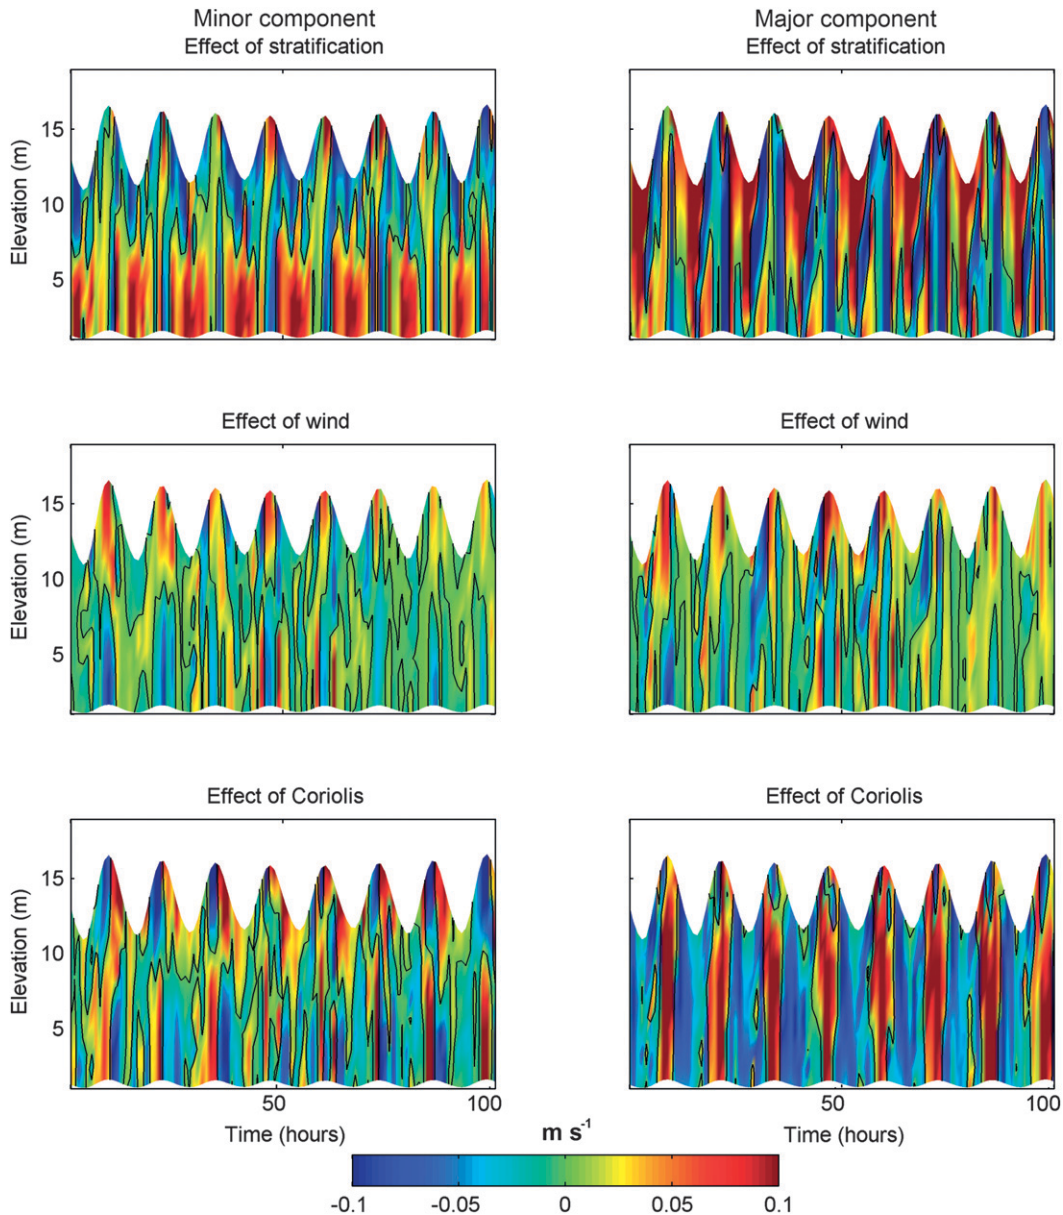 Minor component
Effect of stratification
Major component
Effect of stratification
Elevation (m)
15
10
5
Effect of wind
Effect of wind
Elevation (m)
15
10
5
Effect of Coriolis
Effect of Coriolis
Elevation (m)
15
10
5
50
100
50
100
Time (hours)
m s-1
Time (hours)
-0.1
-0.05
0
0.05
0.1